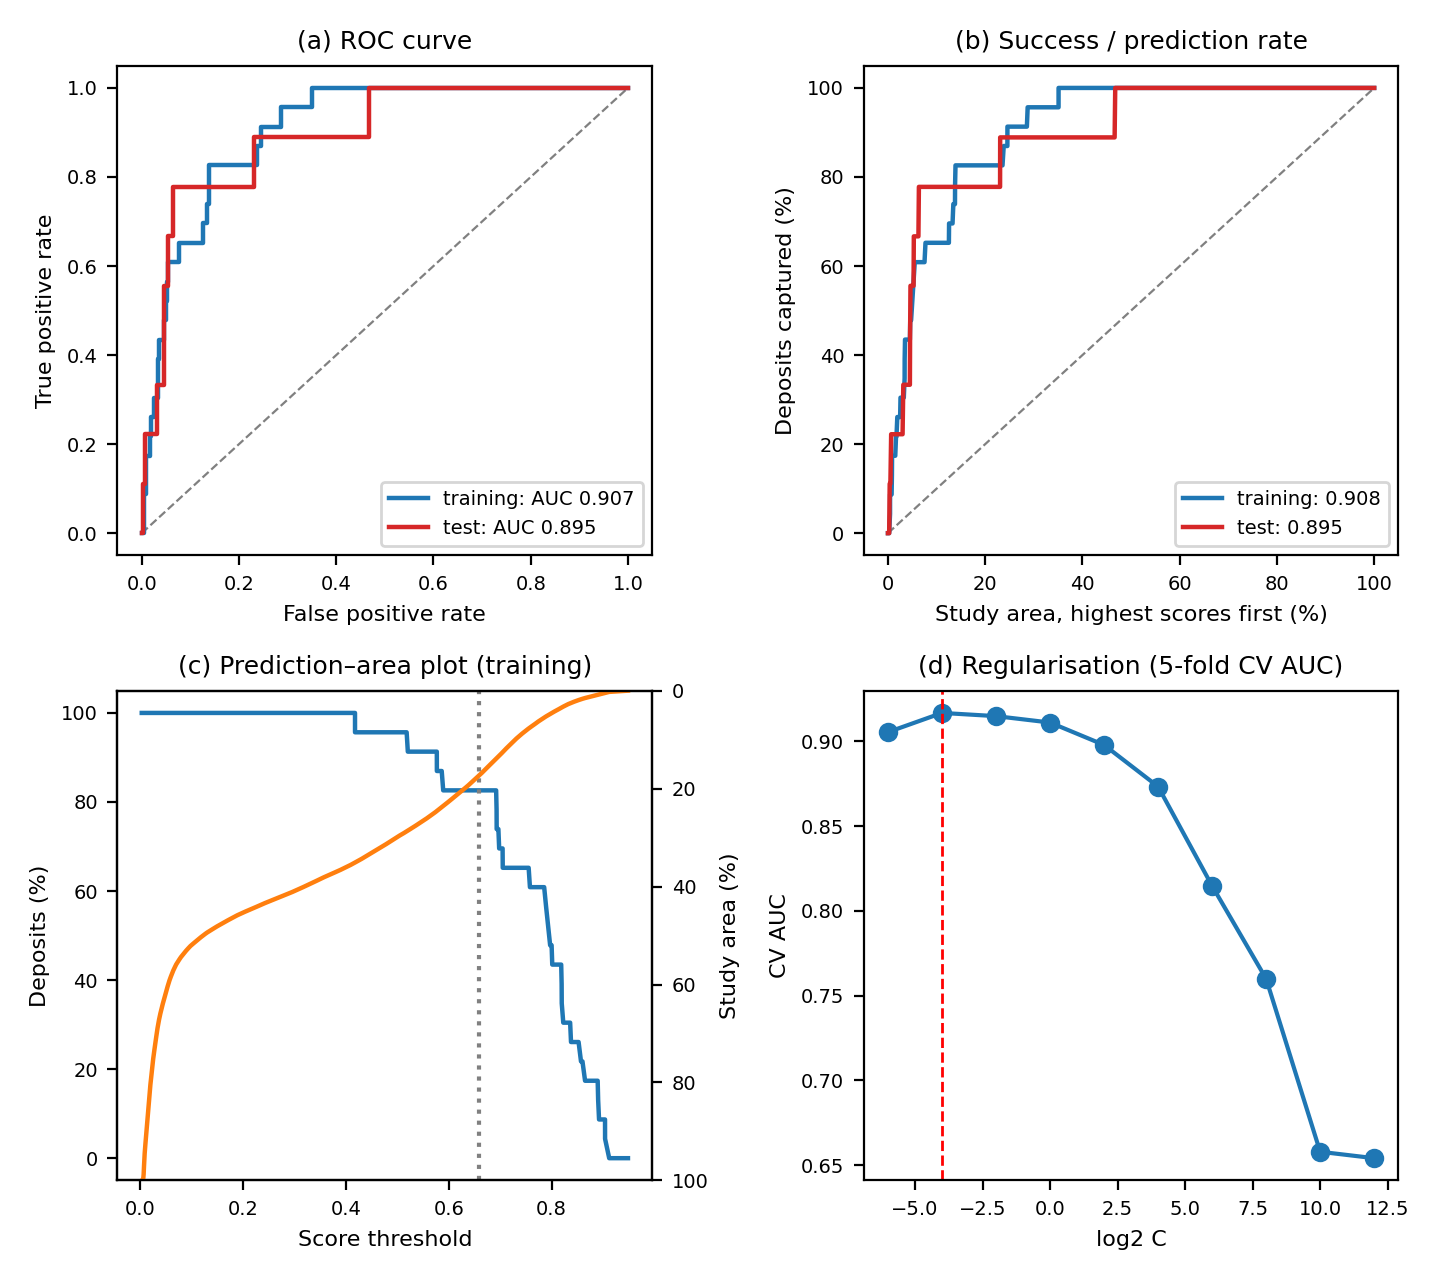 (a) ROC curve
1.0
0.8
0.6
0.4
0.2
0.0
True positive rate
training: AUC 0.907
test: AUC 0.895
0.0 0.2 0.4 0.6 0.8 1.0
False positive rate
(b) Success / prediction rate
100
80
60
40
20
0
Deposits captured (%)
training: 0.908
test: 0.895
0 20 40 60 80 100
Study area, highest scores first (%)
(c) Prediction–area plot (training)
100
80
60
40
20
0
Deposits (%)
0
20
40
60
80
100
Study area (%)
0.0 0.2 0.4 0.6 0.8
Score threshold
(d) Regularisation (5-fold CV AUC)
0.90
0.85
0.80
0.75
0.70
0.65
CV AUC
−5.0 −2.5 0.0 2.5 5.0 7.5 10.0 12.5
log2 C